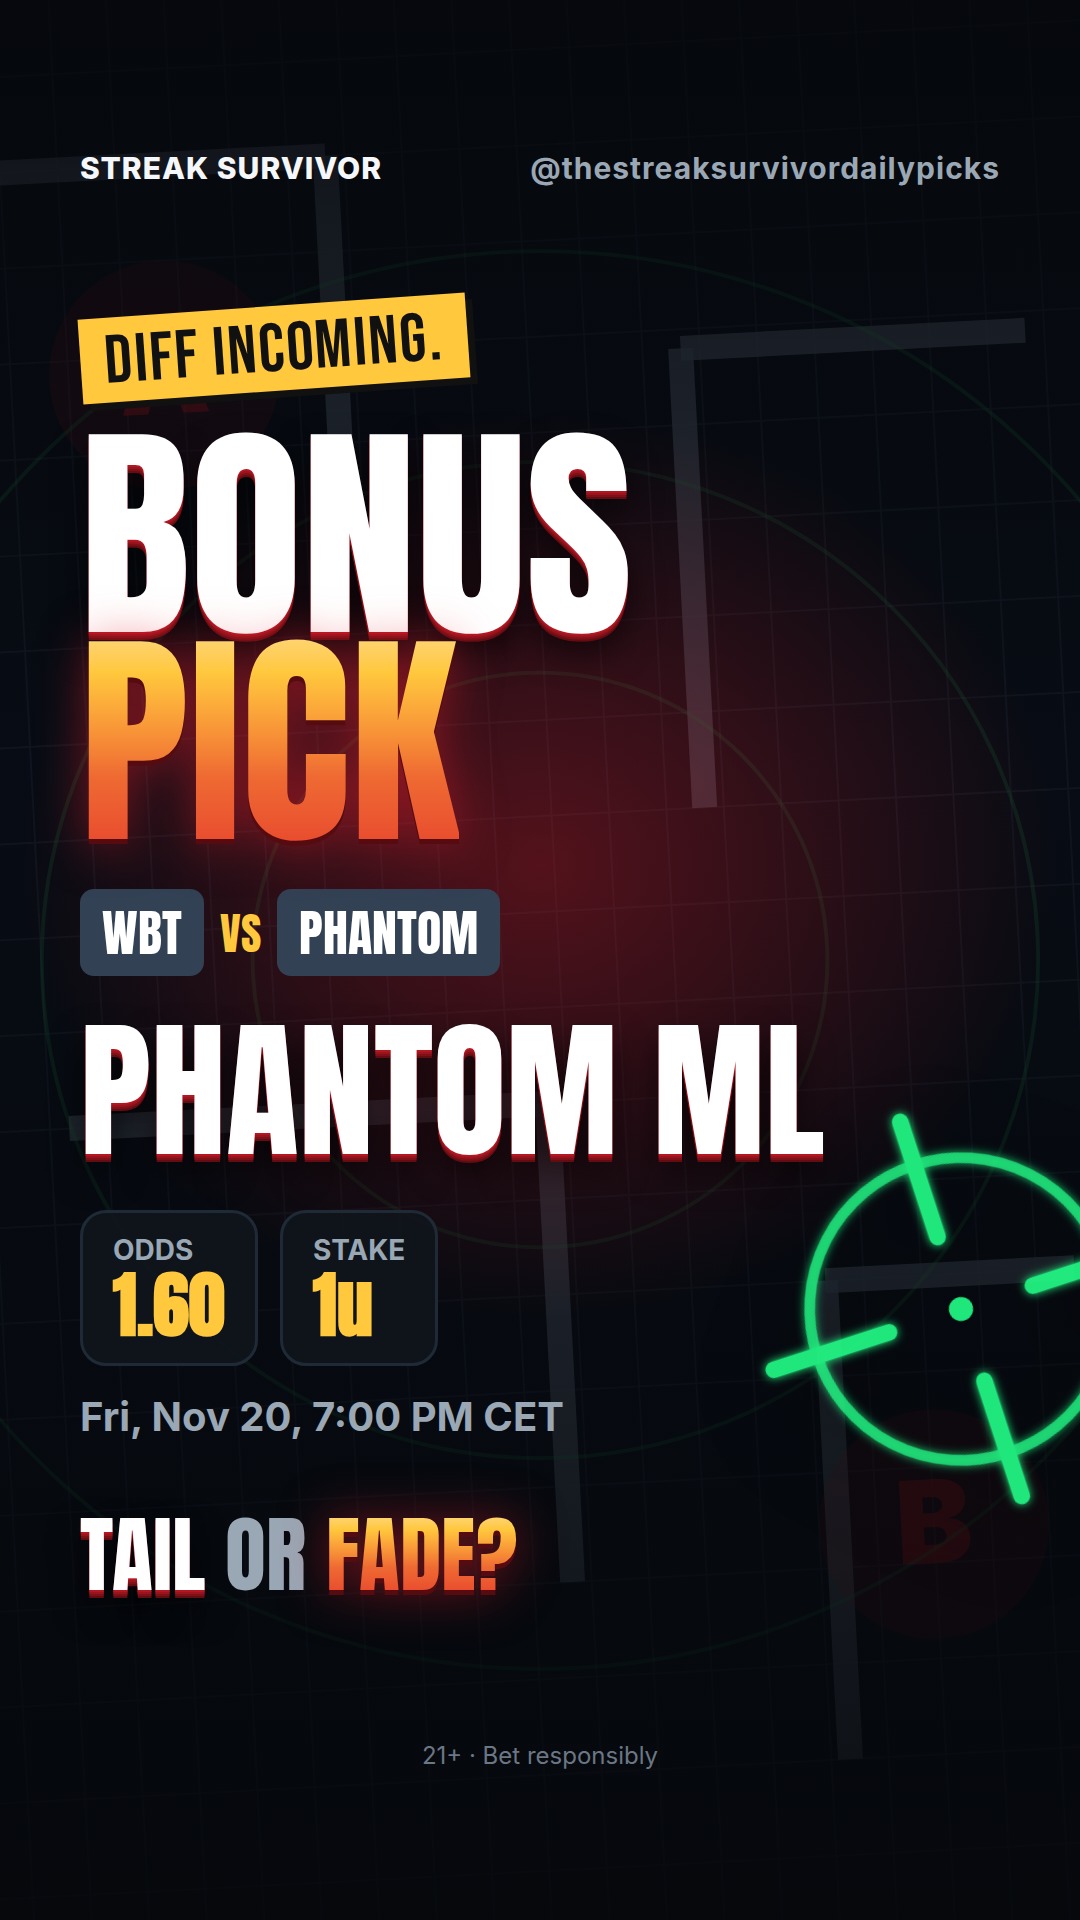 STREAK SURVIVOR @thestreaksurvivordailypicks
DIFF INCOMING.
BONUS
PICK
WBT VS PHANTOM
PHANTOM ML
ODDS STAKE
1.60 1u
Fri, Nov 20, 7:00 PM CET
TAIL OR FADE?
B
21+ · Bet responsibly